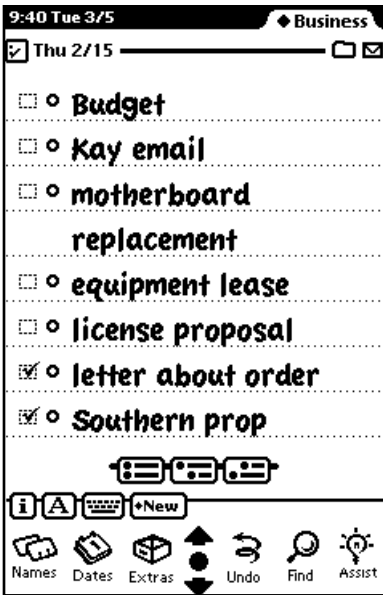 9:40 Tue 3/5
◆ Business
Thu 2/15
Budget
Kay email
motherboard
replacement
equipment lease
license proposal
letter about order
Southern prop
i A ◆New
Names Dates Extras Undo Find Assist